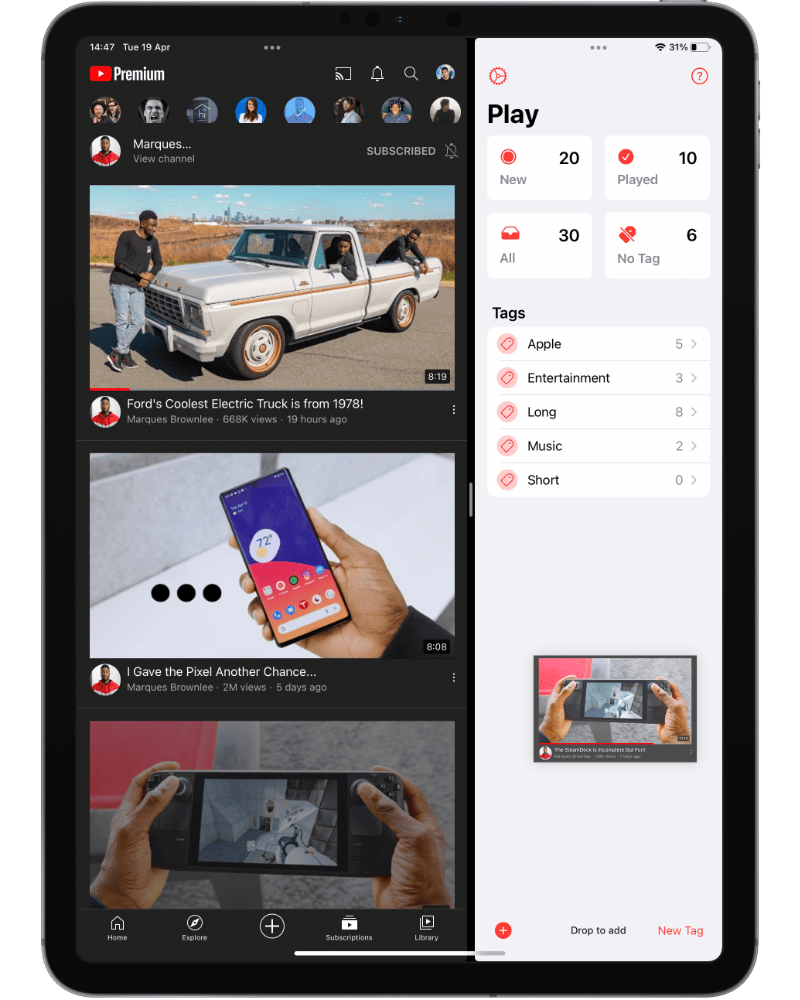 14:47 Tue 19 Apr
Premium
hi
Marques...
View channel
SUBSCRIBED
8:19
Ford's Coolest Electric Truck is from 1978!
Marques Brownlee · 668K views · 19 hours ago
72°
8:08
I Gave the Pixel Another Chance...
Marques Brownlee · 2M views · 5 days ago
Home
Explore
Subscriptions
Library
31%
?
Play
20
New
10
Played
30
All
6
No Tag
Tags
Apple 5
Entertainment 3
Long 8
Music 2
Short 0
The SteamDeck is Incomplete But Fun!
Drop to add
New Tag